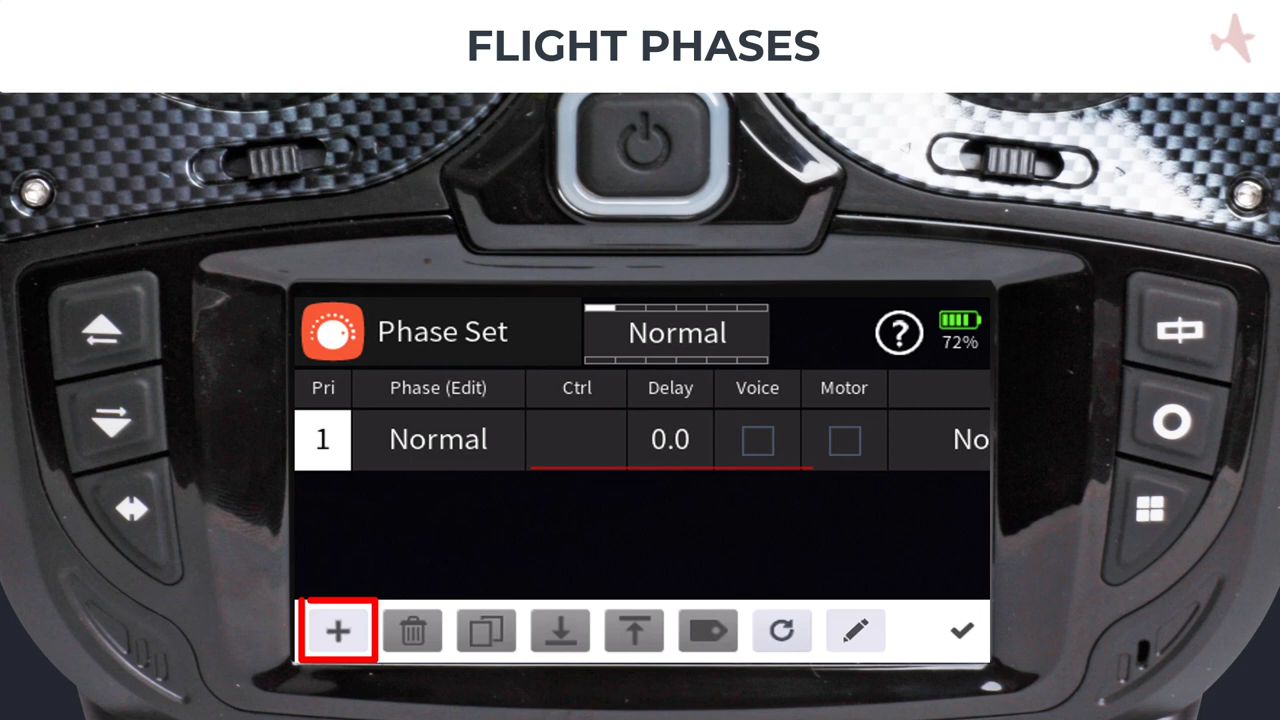 FLIGHT PHASES
Phase Set
Normal
?
72%
Pri Phase (Edit) Ctrl Delay Voice Motor
1 Normal 0.0 No